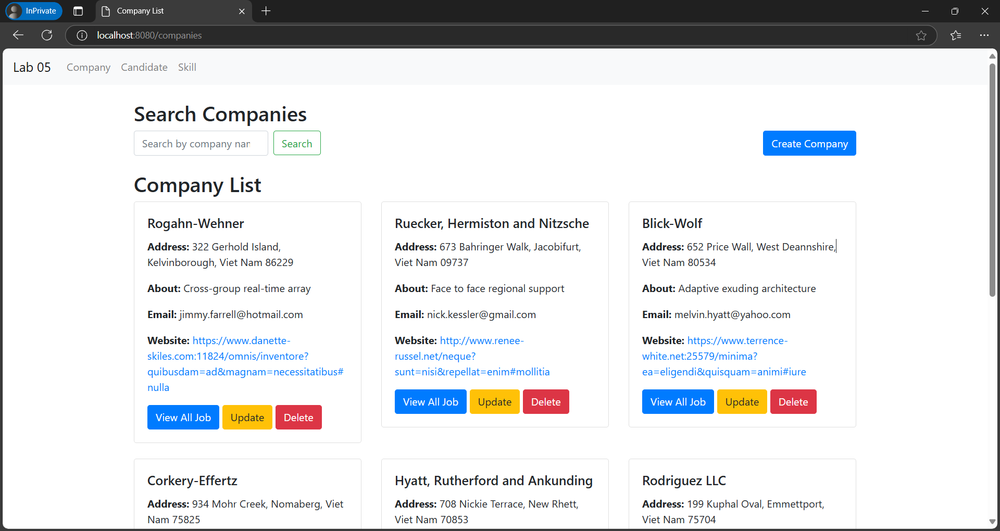 InPrivate
Company List
localhost:8080/companies
Lab 05
Company
Candidate
Skill
Search Companies
Search by company nar
Search
Create Company
Company List
Rogahn-Wehner
Address: 322 Gerhold Island,
Kelvinborough, Viet Nam 86229
About: Cross-group real-time array
Email: jimmy.farrell@hotmail.com
Website: https://www.danette-
skiles.com:11824/omnis/inventore?
quibusdam=ad&magnam=necessitatibus#
nulla
View All Job
Update
Delete
Ruecker, Hermiston and Nitzsche
Address: 673 Bahringer Walk, Jacobifurt,
Viet Nam 09737
About: Face to face regional support
Email: nick.kessler@gmail.com
Website: http://www.renee-
russel.net/neque?
sunt=nisi&repellat=enim#mollitia
View All Job
Update
Delete
Blick-Wolf
Address: 652 Price Wall, West Deannshire,
Viet Nam 80534
About: Adaptive exuding architecture
Email: melvin.hyatt@yahoo.com
Website: https://www.terrence-
white.net:25579/minima?
ea=eligendi&quisquam=animi#iure
View All Job
Update
Delete
Corkery-Effertz
Address: 934 Mohr Creek, Nomaberg, Viet
Nam 75825
Hyatt, Rutherford and Ankunding
Address: 708 Nickie Terrace, New Rhett,
Viet Nam 70853
Rodriguez LLC
Address: 199 Kuphal Oval, Emmettport,
Viet Nam 75704